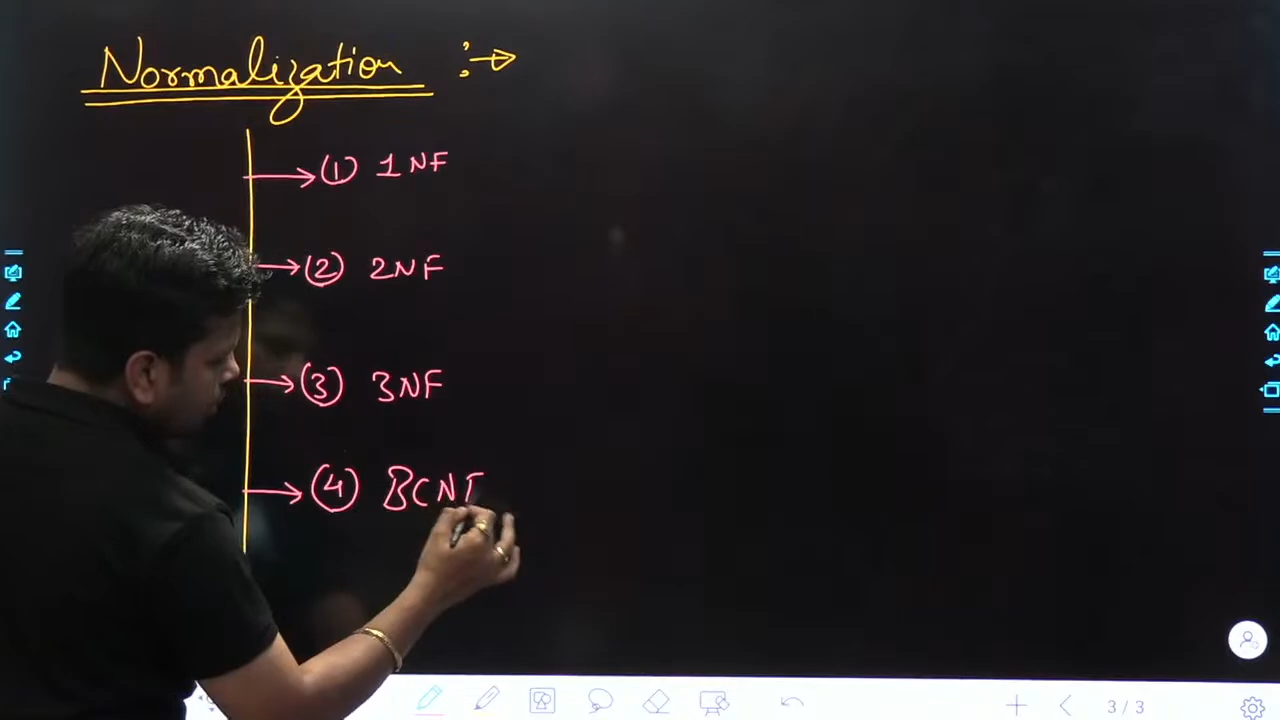 Normalization :→
→ (1) 1NF
→ (2) 2NF
→ (3) 3NF
→ (4) BCNF
3/3